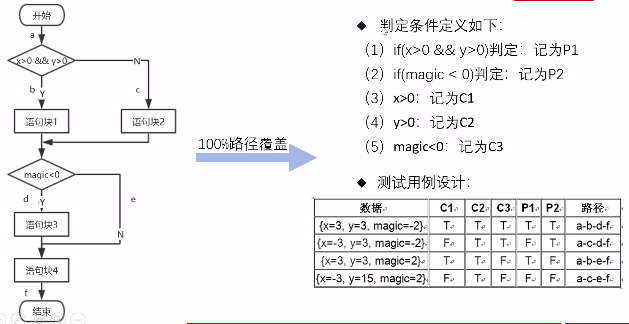 开始
a
x>0 && y>0
N
b
Y
c
语句块1
语句块2
magic<0
d
Y
e
语句块3
N
语句块4
f
结束
100%路径覆盖
◆ 判定条件定义如下:
（1）if(x>0 && y>0)判定：记为P1
（2）if(magic < 0)判定：记为P2
（3）x>0：记为C1
（4）y>0：记为C2
（5）magic<0：记为C3
◆ 测试用例设计:
数据 C1 C2 C3 P1 P2 路径
{x=3, y=3, magic=-2} T T T T T a-b-d-f
{x=-3, y=3, magic=-2} F T T F T a-c-d-f
{x=3, y=3, magic=2} T T F T F a-b-e-f
{x=-3, y=15, magic=2} F T F F F a-c-e-f